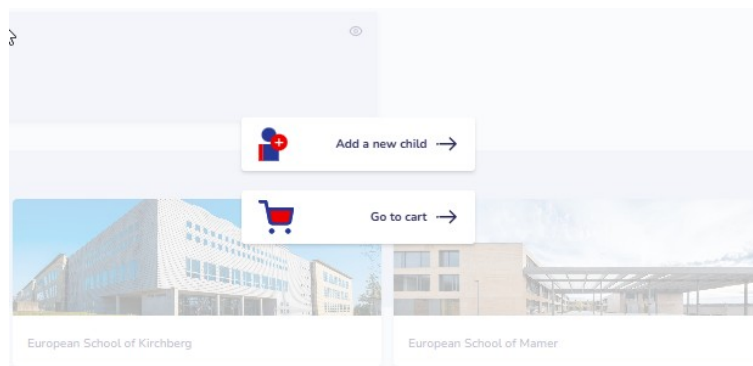 Add a new child
Go to cart
European School of Kirchberg
European School of Mamer